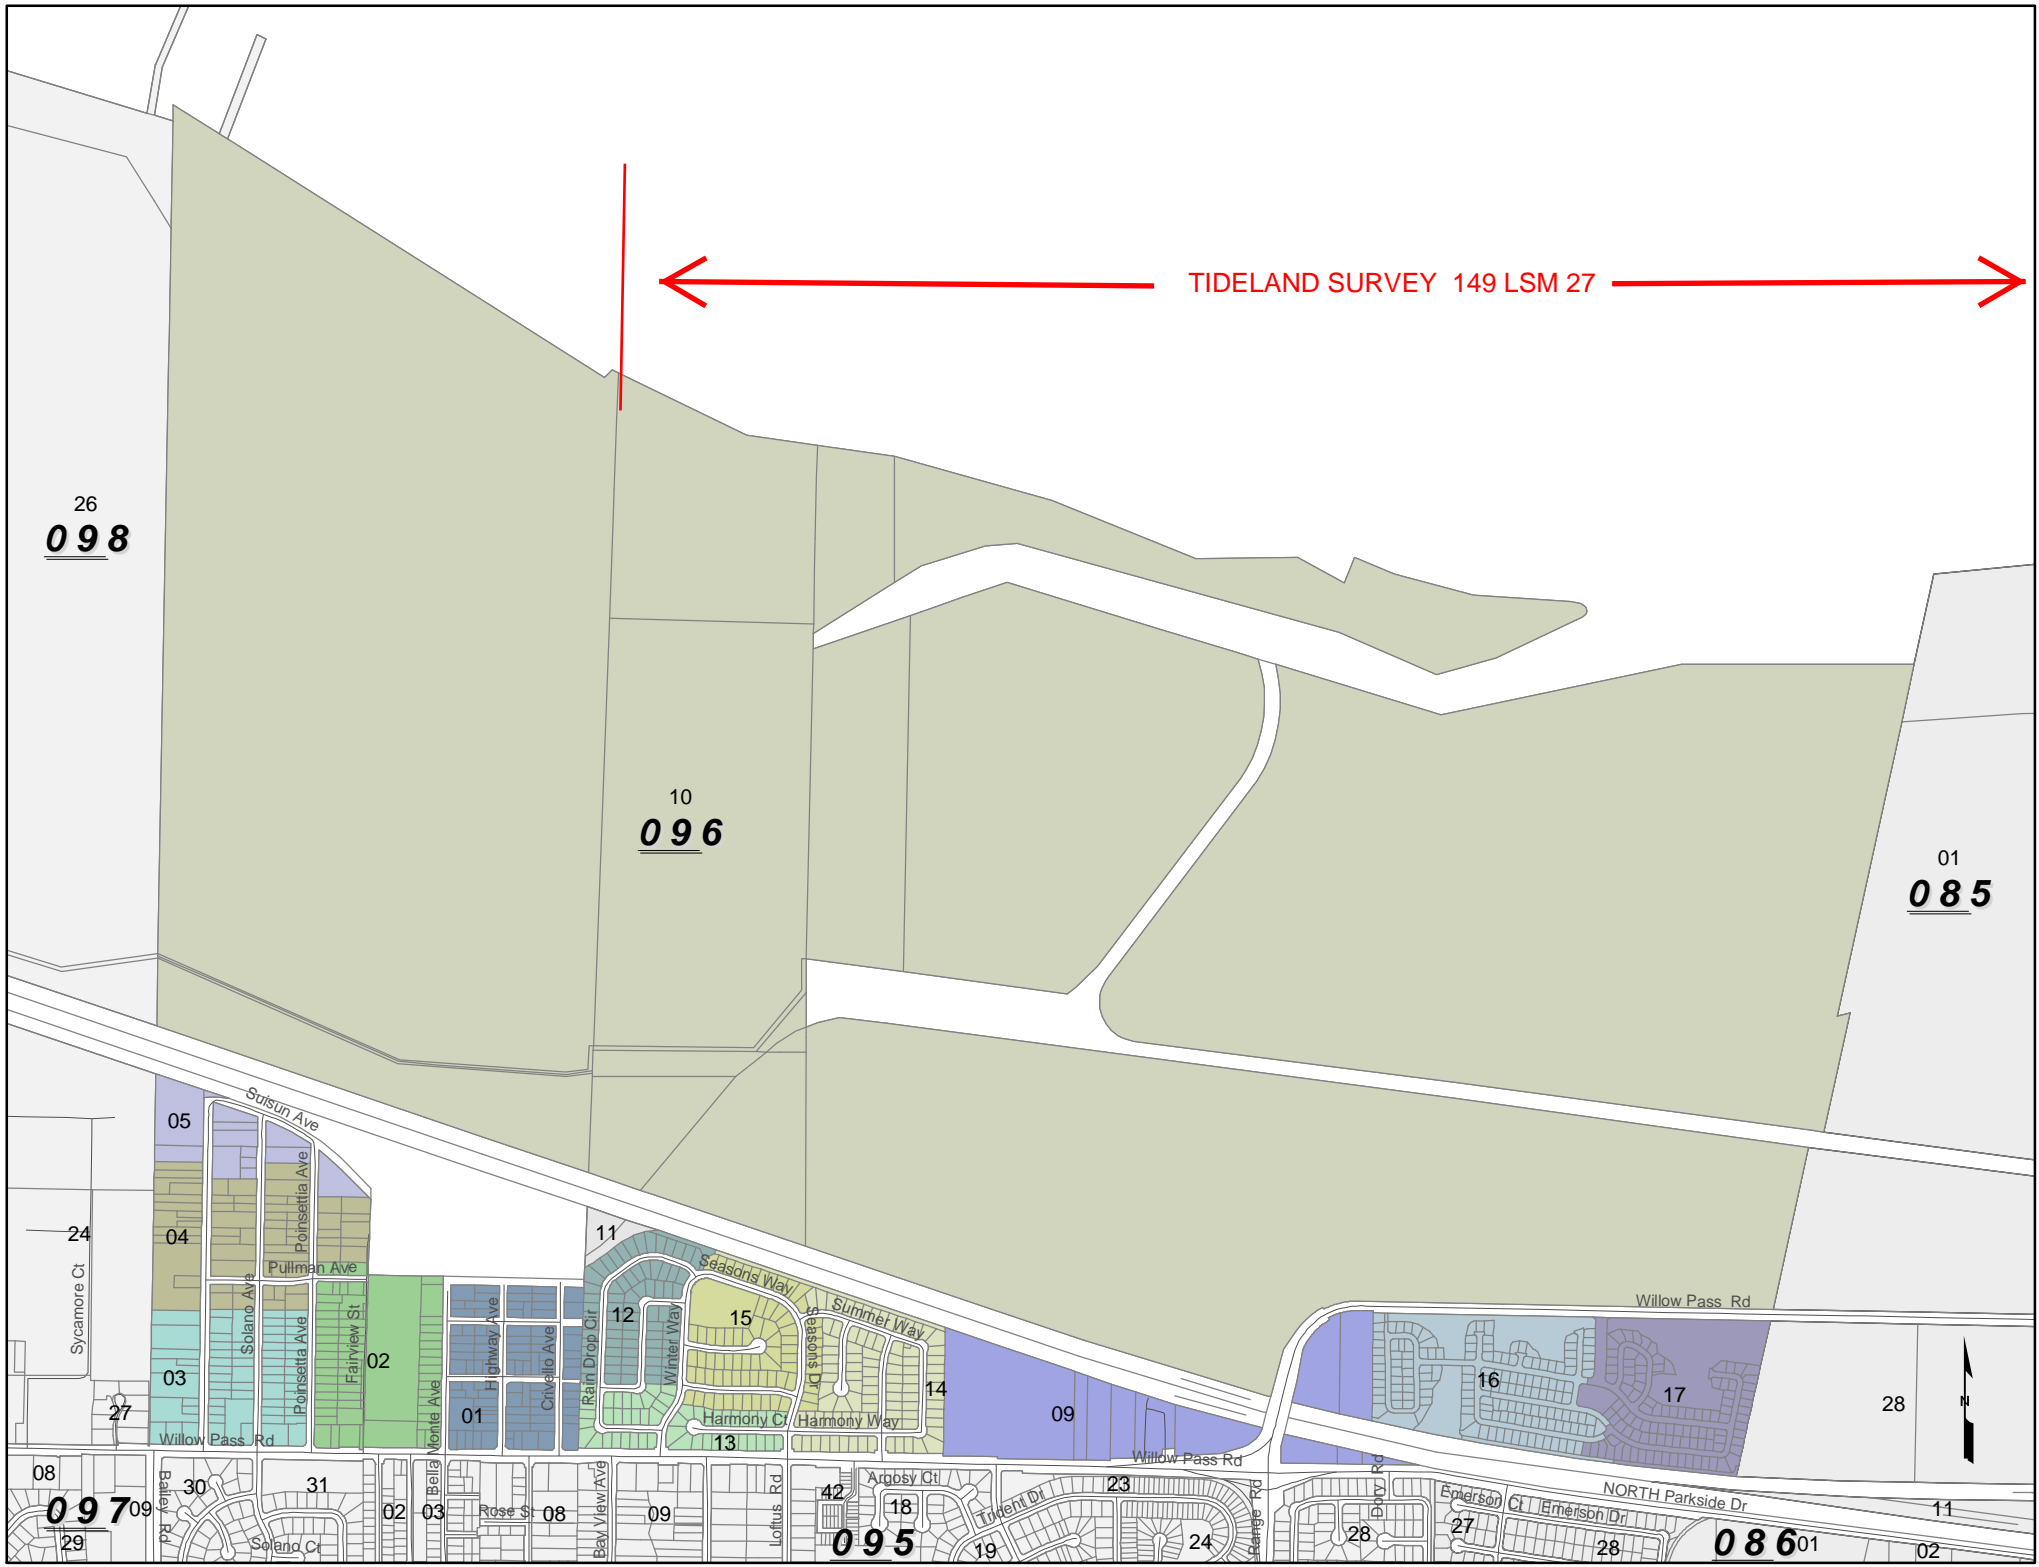 TIDELAND SURVEY 149 LSM 27
26
098
10
096
01
085
05
Suisun Ave
Poinsettia Ave
24
04
11
Pullman Ave
Seasons Way
Sycamore Ct
Solano Ave
Poinsetta Ave
Fairview St
Highway Ave
Crivello Ave
Rain Drop Cir
12
Winter Way
15
Seasons Dr
Summer Way
Willow Pass Rd
02
03
27
01
Bella Monte Ave
14
16
17
28
N
09
Harmony Ct
Harmony Way
13
Willow Pass Rd
Willow Pass Rd
08
30
31
Bailey Rd
097
09
29
Solano Ct
02
03
Rose St
08
Bay View Ave
09
Loftus Rd
42
Argosy Ct
18
Trident Dr
23
095
19
24
Range Rd
Dory Rd
28
Emerson Ct
Emerson Dr
27
28
NORTH Parkside Dr
11
086
01
02